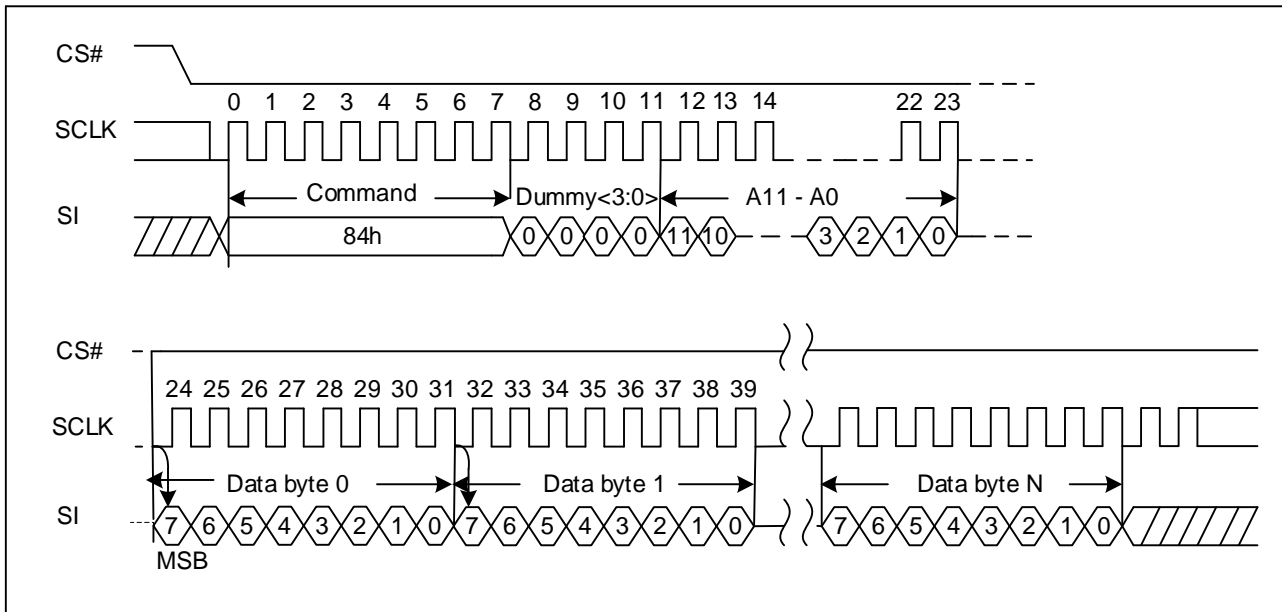 CS#
0 1 2 3 4 5 6 7 8 9 10 11 12 13 14 22 23
SCLK
Command Dummy<3:0> A11 - A0
SI
84h 0 0 0 0 11 10 3 2 1 0
CS#
24 25 26 27 28 29 30 31 32 33 34 35 36 37 38 39
SCLK
Data byte 0 Data byte 1 Data byte N
SI
7 6 5 4 3 2 1 0 7 6 5 4 3 2 1 0 7 6 5 4 3 2 1 0
MSB